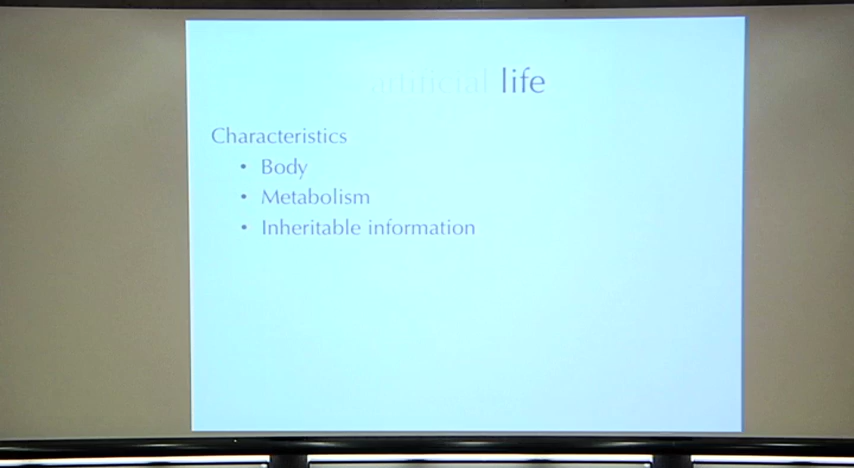 artificial life
Characteristics
• Body
• Metabolism
• Inheritable information